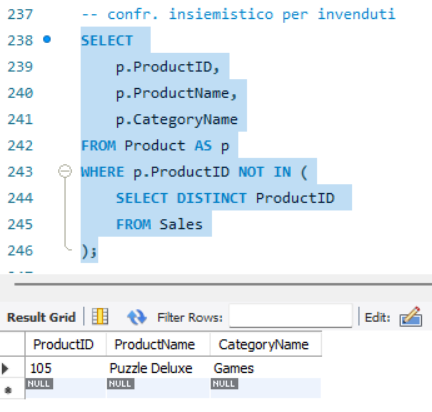 237 -- confr. insiemistico per invenduti
238 SELECT
239 p.ProductID,
240 p.ProductName,
241 p.CategoryName
242 FROM Product AS p
243 WHERE p.ProductID NOT IN (
244 SELECT DISTINCT ProductID
245 FROM Sales
246 );
Result Grid Filter Rows: Edit:
ProductID ProductName CategoryName
105 Puzzle Deluxe Games
NULL NULL NULL